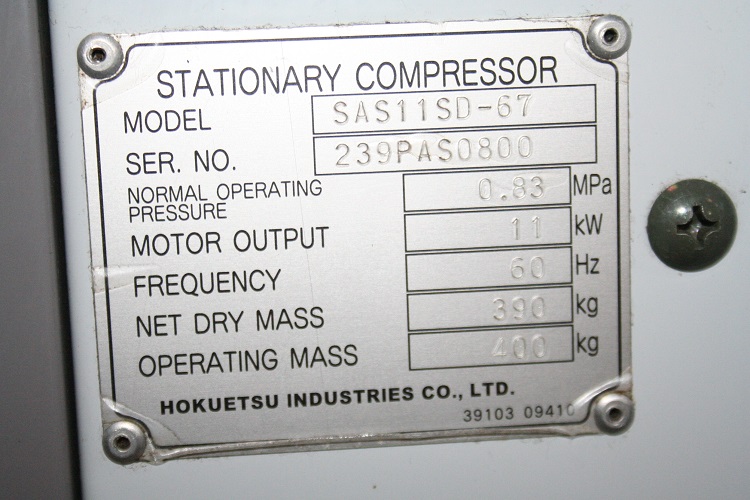 STATIONARY COMPRESSOR
MODEL SAS11SD-67
SER. NO. 239PAS0800
NORMAL OPERATING
PRESSURE 0.83 MPa
MOTOR OUTPUT 11 kW
FREQUENCY 60 Hz
NET DRY MASS 390 kg
OPERATING MASS 400 kg
HOKUETSU INDUSTRIES CO., LTD.
39103 09410